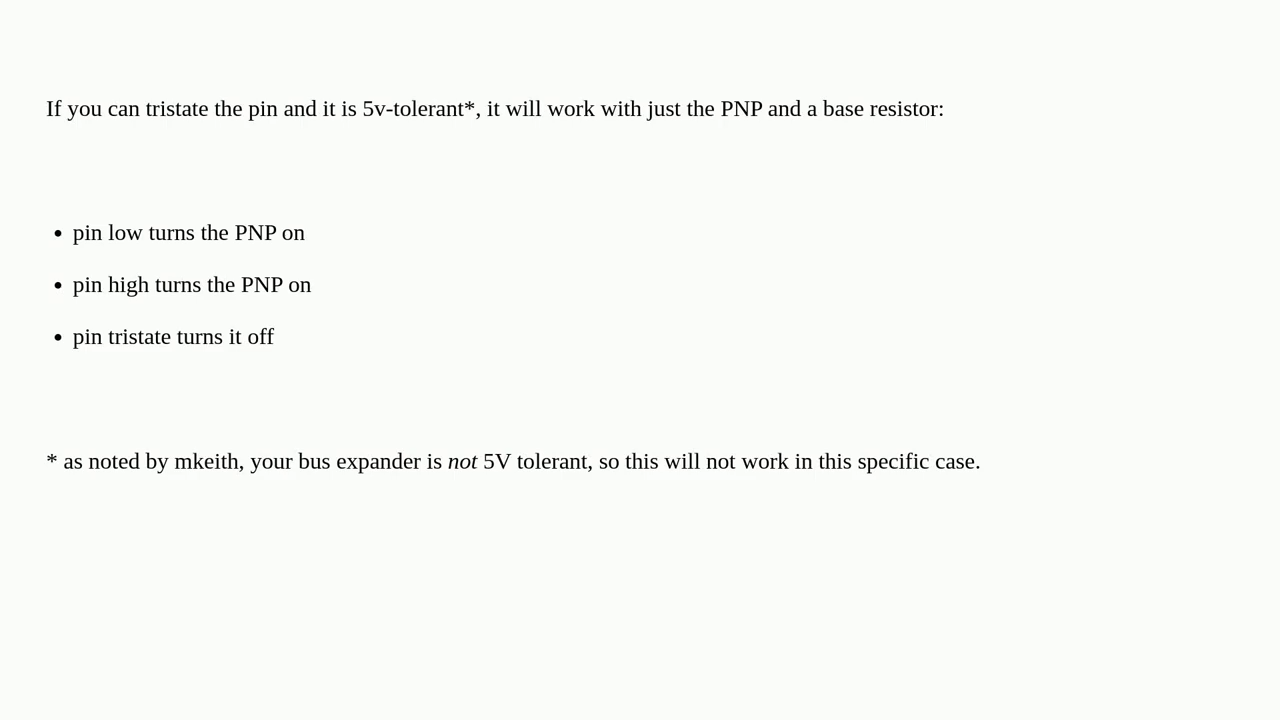 If you can tristate the pin and it is 5v-tolerant*, it will work with just the PNP and a base resistor:
• pin low turns the PNP on
• pin high turns the PNP on
• pin tristate turns it off
* as noted by mkeith, your bus expander is not 5V tolerant, so this will not work in this specific case.